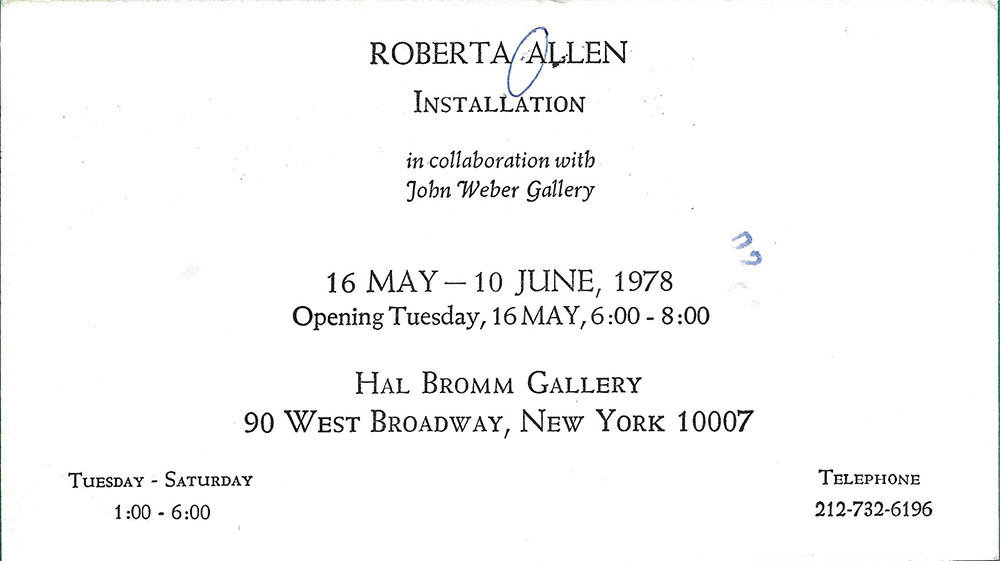 ROBERTA ALLEN
INSTALLATION
in collaboration with
John Weber Gallery
16 MAY — 10 JUNE, 1978
Opening Tuesday, 16 MAY, 6:00 - 8:00
HAL BROMM GALLERY
90 WEST BROADWAY, NEW YORK 10007
TUESDAY - SATURDAY
1:00 - 6:00
TELEPHONE
212-732-6196